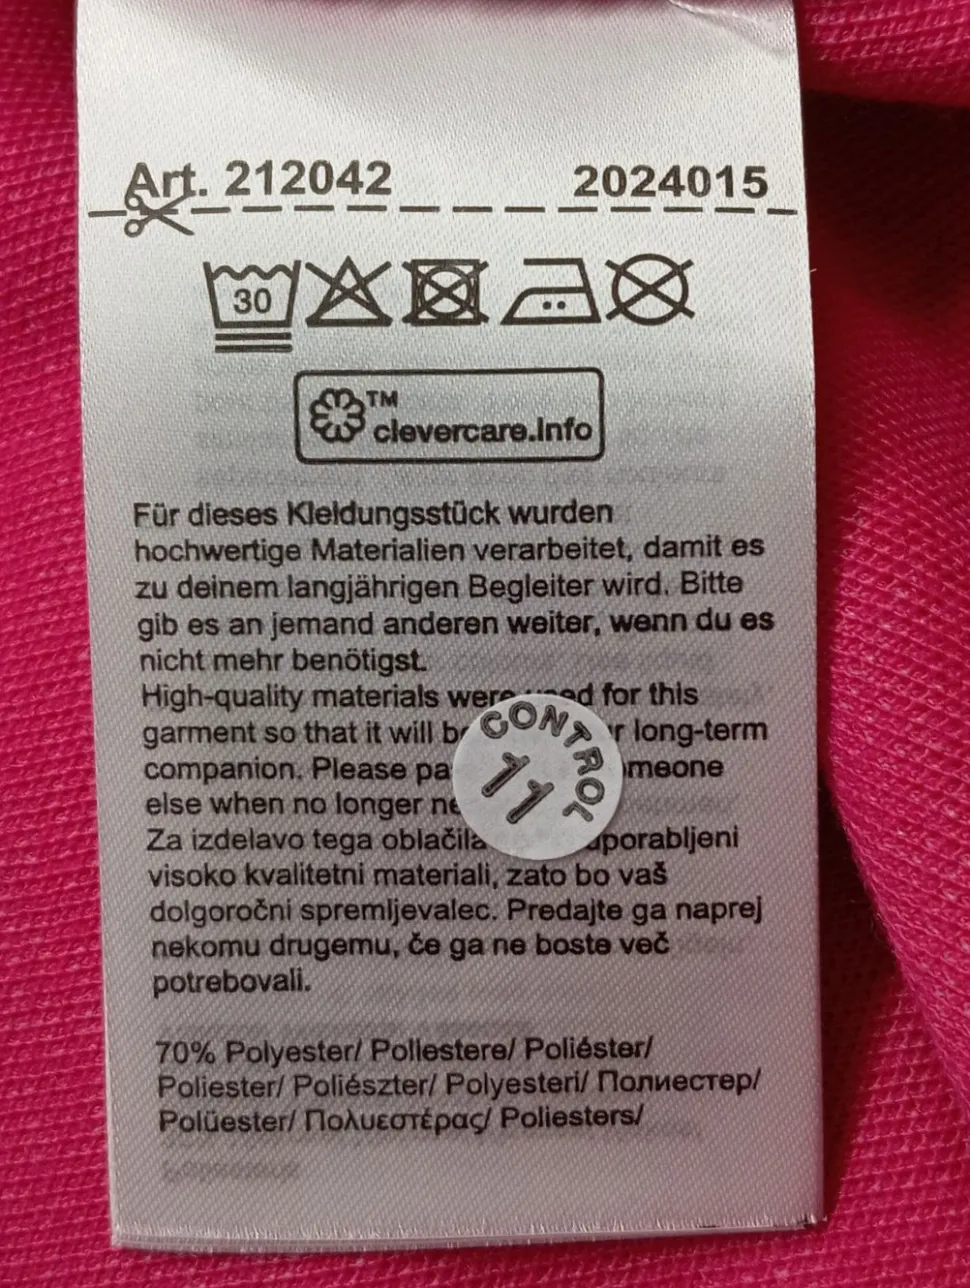 Art. 212042 2024015
30
TM
clevercare.info
Für dieses Kleidungsstück wurden
hochwertige Materialien verarbeitet, damit es
zu deinem langjährigen Begleiter wird. Bitte
gib es an jemand anderen weiter, wenn du es
nicht mehr benötigst.
High-quality materials were used for this
garment so that it will r long-term
companion. Please pa meone
else when no longer ne
Za izdelavo tega oblačila uporabljeni
visoko kvalitetni materiali, zato bo vaš
dolgoročni spremljevalec. Predajte ga naprej
nekomu drugemu, če ga ne boste več
potrebovali.
CONTROL
11
70% Polyester/ Poliestere/ Poliéster/
Poliester/ Poliészter/ Polyesteri/ Полиестер/
Polüester/ Πολυεστέρας/ Poliesters/